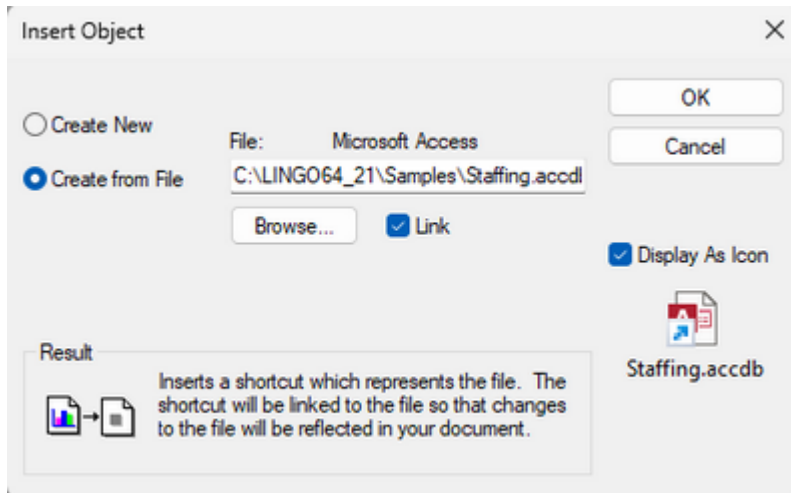 Insert Object
Create New
Create from File
File: Microsoft Access
C:\LINGO64_21\Samples\Staffing.accdl
Browse...
Link
OK
Cancel
Display As Icon
Staffing.accdb
Result
Inserts a shortcut which represents the file. The
shortcut will be linked to the file so that changes
to the file will be reflected in your document.